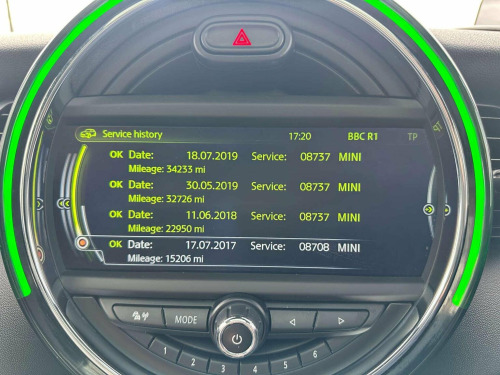 Service history 17:20 BBC R1 TP
OK Date: 18.07.2019 Service: 08737 MINI
Mileage: 34233 mi
OK Date: 30.05.2019 Service: 08737 MINI
Mileage: 32726 mi
OK Date: 11.06.2018 Service: 08737 MINI
Mileage: 22950 mi
OK Date: 17.07.2017 Service: 08708 MINI
Mileage: 15206 mi
MODE
1 2 3 4 5 6